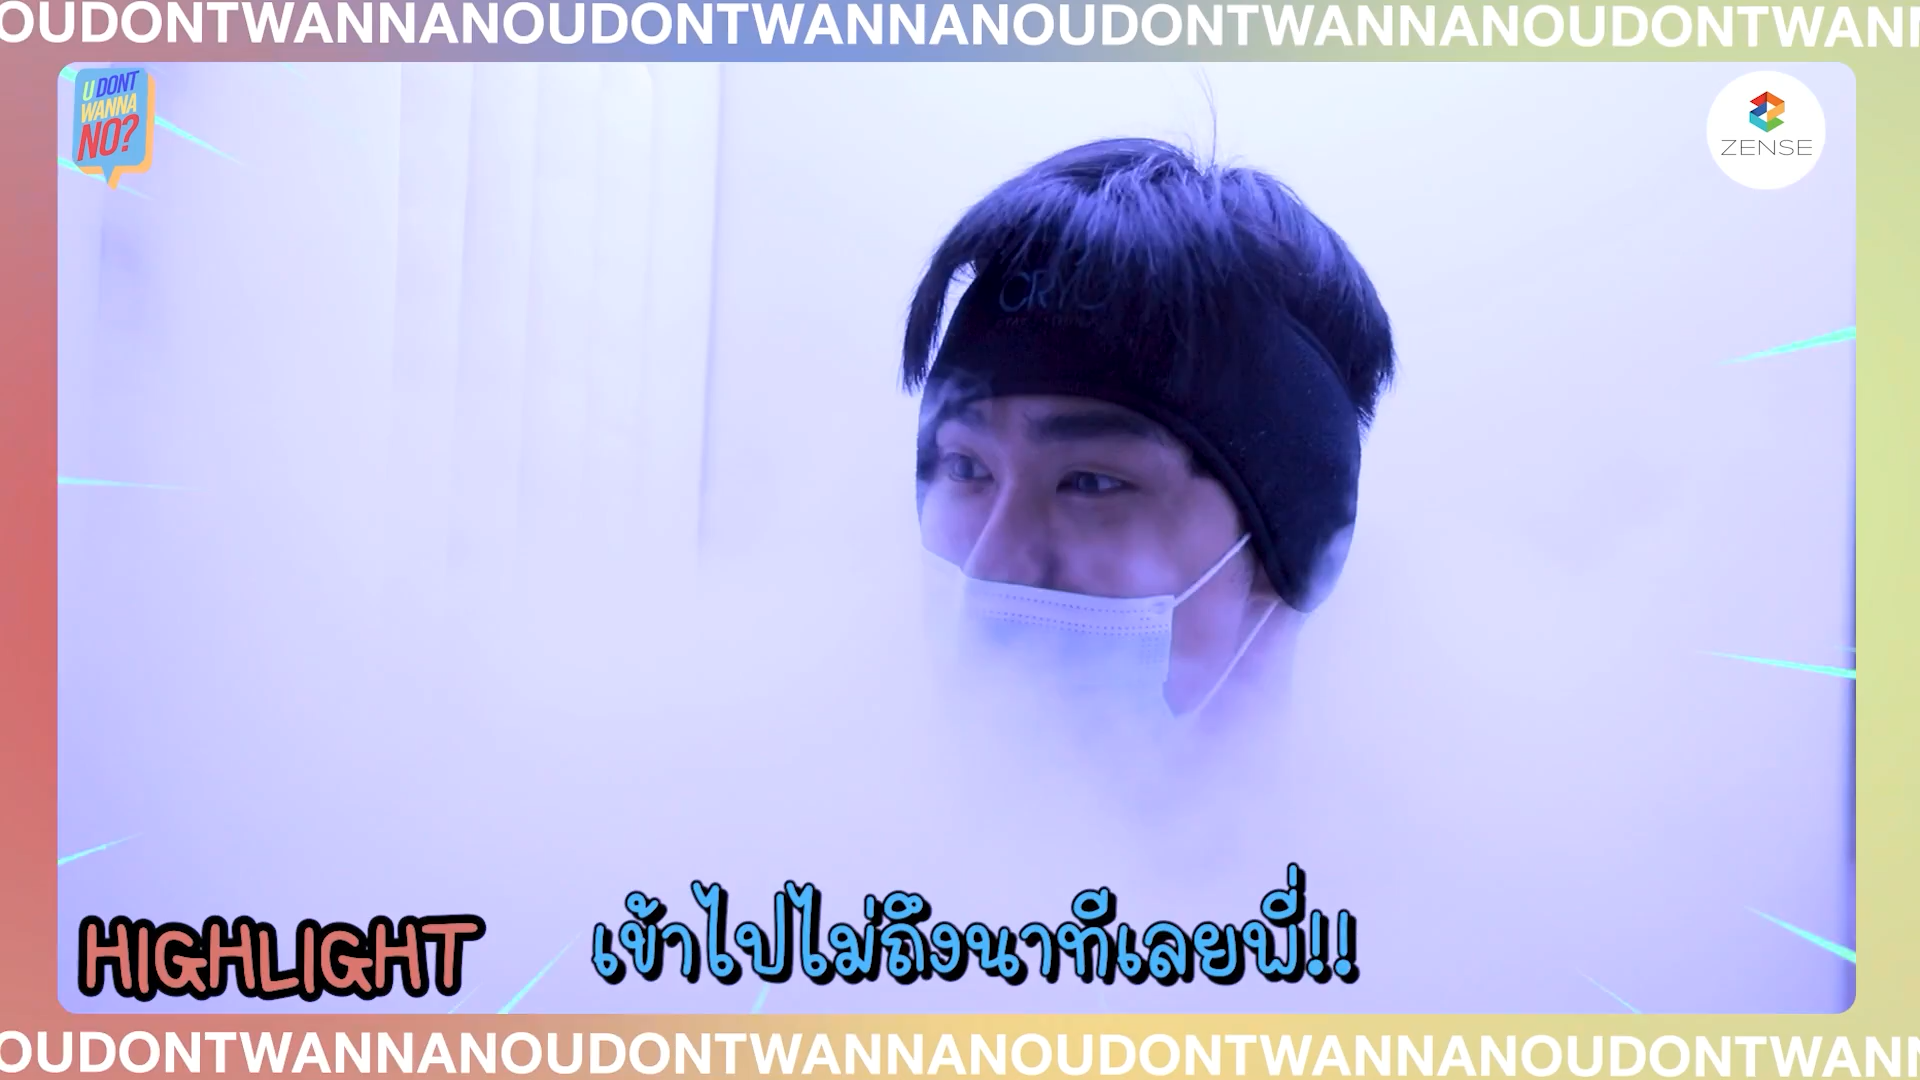 OUDONTWANNANOUDONTWANNANOUDONTWANNANOUDONTWANN
U DONT
WANNA
NO?
ZENSE
CRYO
HIGHLIGHT
เข้าไปไม่ถึงนาทีเลยพี่!!
OUDONTWANNANOUDONTWANNANOUDONTWANNANOUDONTWANN